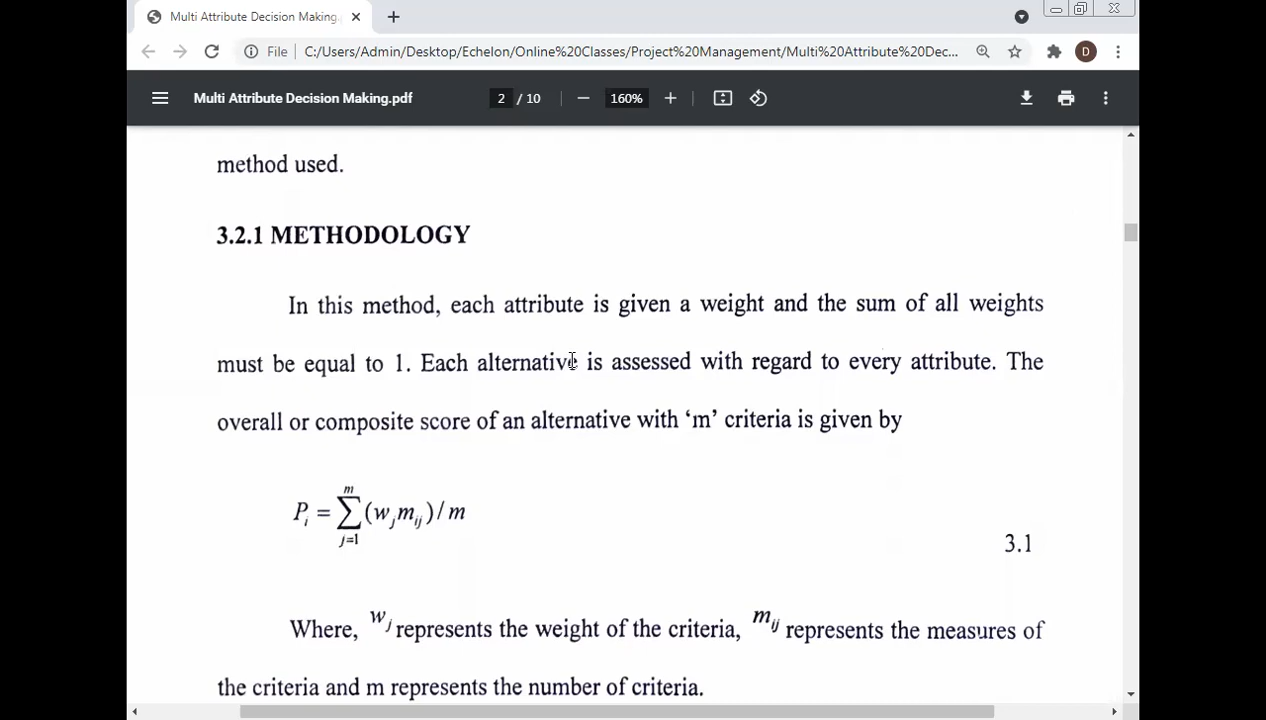 Multi Attribute Decision Making.
File C:/Users/Admin/Desktop/Echelon/Online%20Classes/Project%20Management/Multi%20Attribute%20Dec... D
Multi Attribute Decision Making.pdf 2 / 10 160%
method used.
3.2.1 METHODOLOGY
In this method, each attribute is given a weight and the sum of all weights
must be equal to 1. Each alternative is assessed with regard to every attribute. The
overall or composite score of an alternative with ‘m’ criteria is given by
P_i = \sum_{j=1}^{m} (w_j m_{ij}) / m
3.1
Where, w_j represents the weight of the criteria, m_{ij} represents the measures of
the criteria and m represents the number of criteria.